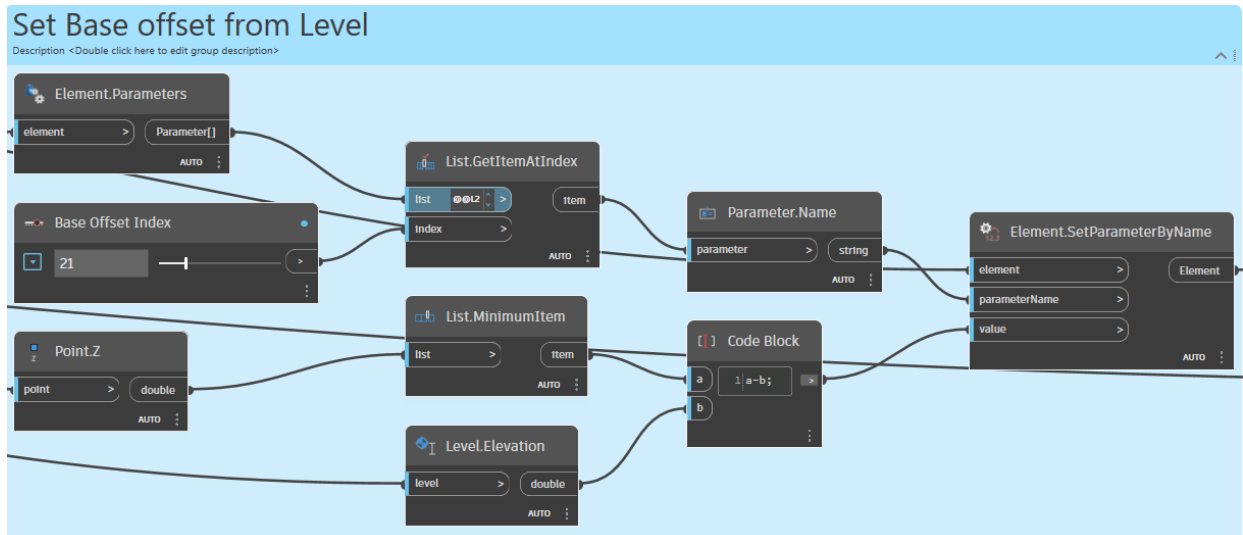 Set Base offset from Level
Description <Double click here to edit group description>
Element.Parameters
element > Parameter[]
AUTO
Base Offset Index
21 >
Point.Z
point > double
AUTO
List.GetItemAtIndex
list @@L2 > item
index >
AUTO
List.MinimumItem
list > item
AUTO
Level.Elevation
level > double
AUTO
Parameter.Name
parameter > string
AUTO
Code Block
a 1 a-b; >
b
Element.SetParameterByName
element > Element
parameterName >
value >
AUTO